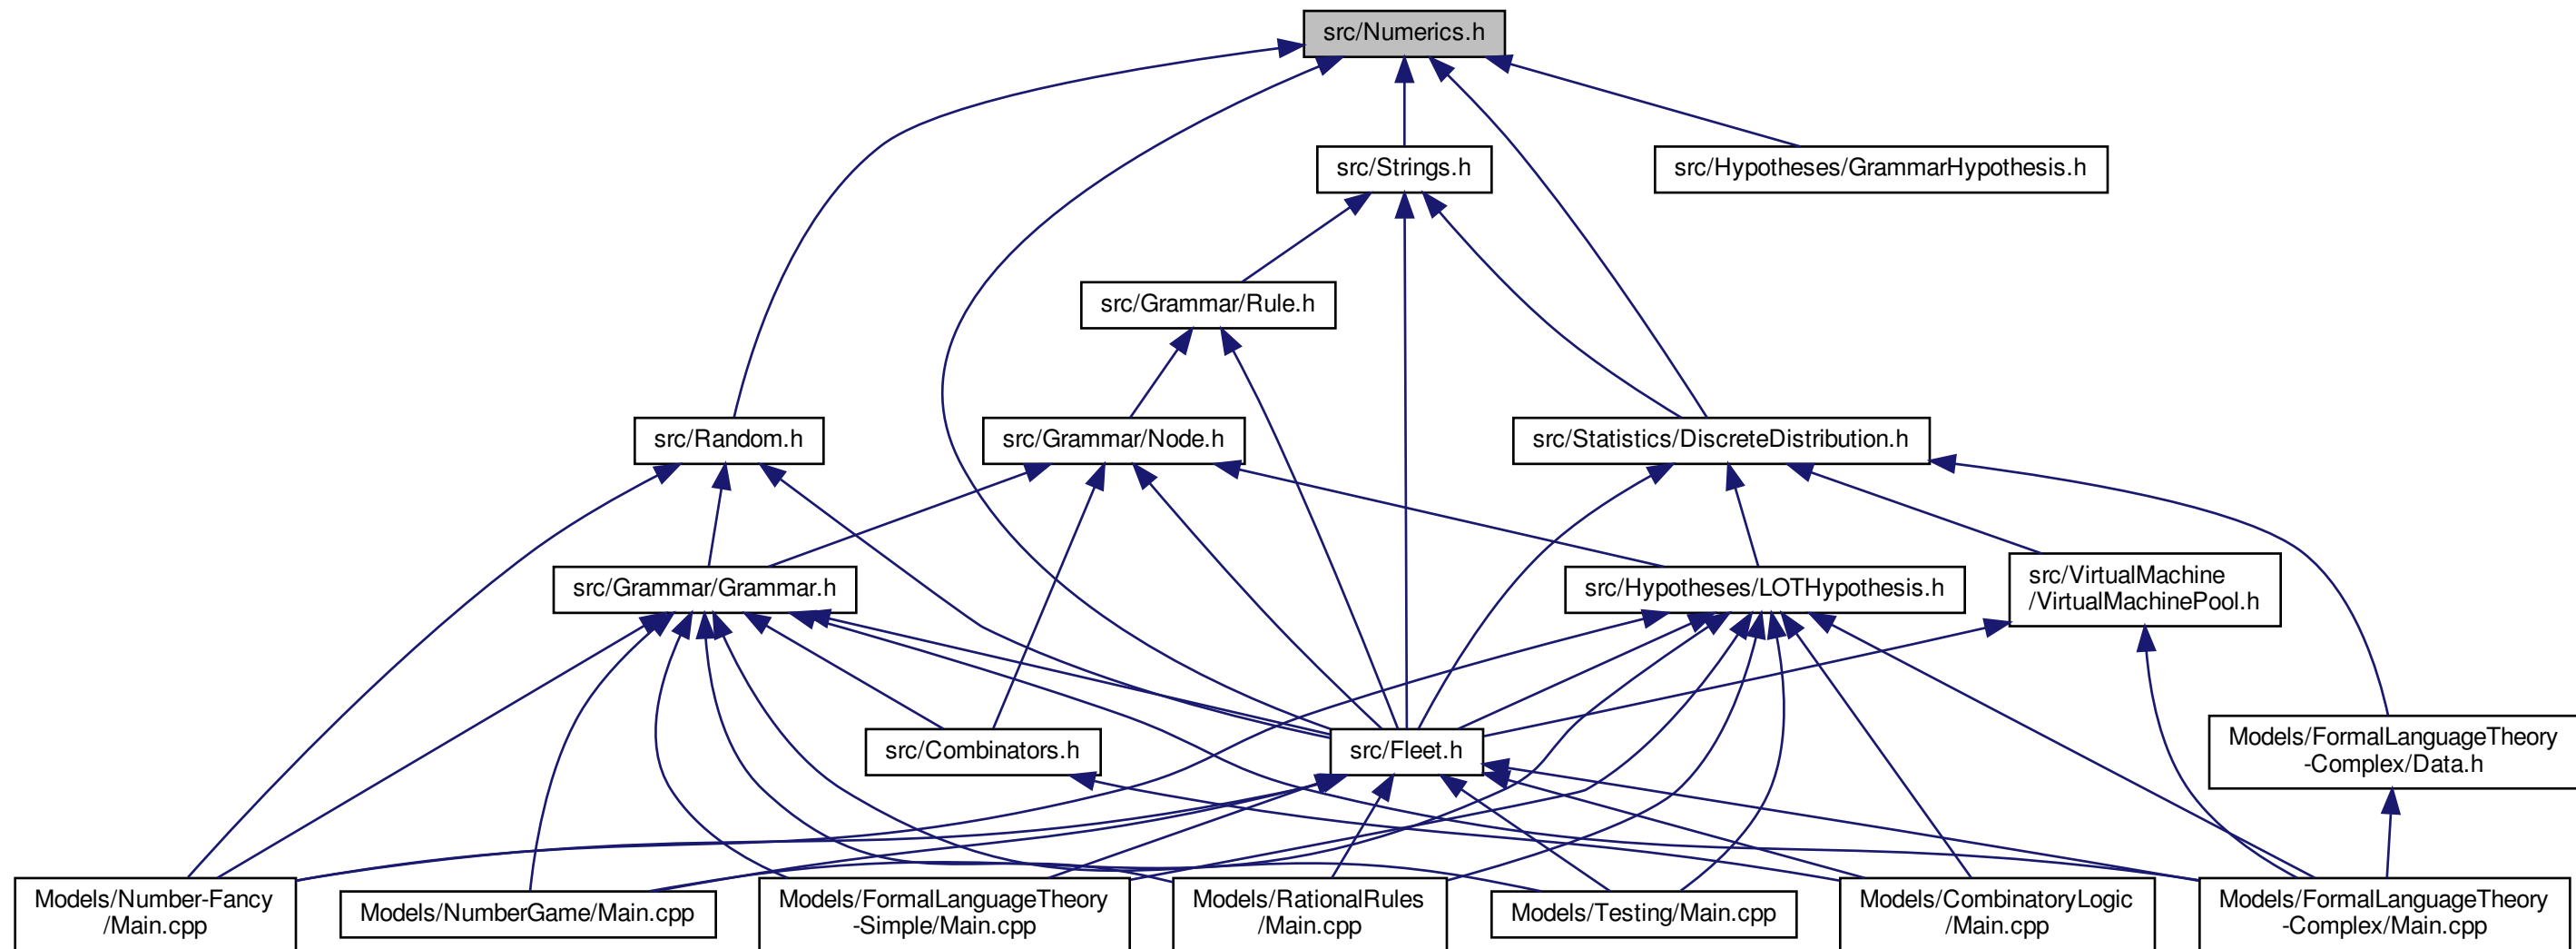 src/Numerics.h
src/Strings.h
src/Hypotheses/GrammarHypothesis.h
src/Grammar/Rule.h
src/Random.h
src/Grammar/Node.h
src/Statistics/DiscreteDistribution.h
src/Grammar/Grammar.h
src/Hypotheses/LOTHypothesis.h
src/VirtualMachine
/VirtualMachinePool.h
src/Combinators.h
src/Fleet.h
Models/FormalLanguageTheory
-Complex/Data.h
Models/Number-Fancy
/Main.cpp
Models/NumberGame/Main.cpp
Models/FormalLanguageTheory
-Simple/Main.cpp
Models/RationalRules
/Main.cpp
Models/Testing/Main.cpp
Models/CombinatoryLogic
/Main.cpp
Models/FormalLanguageTheory
-Complex/Main.cpp